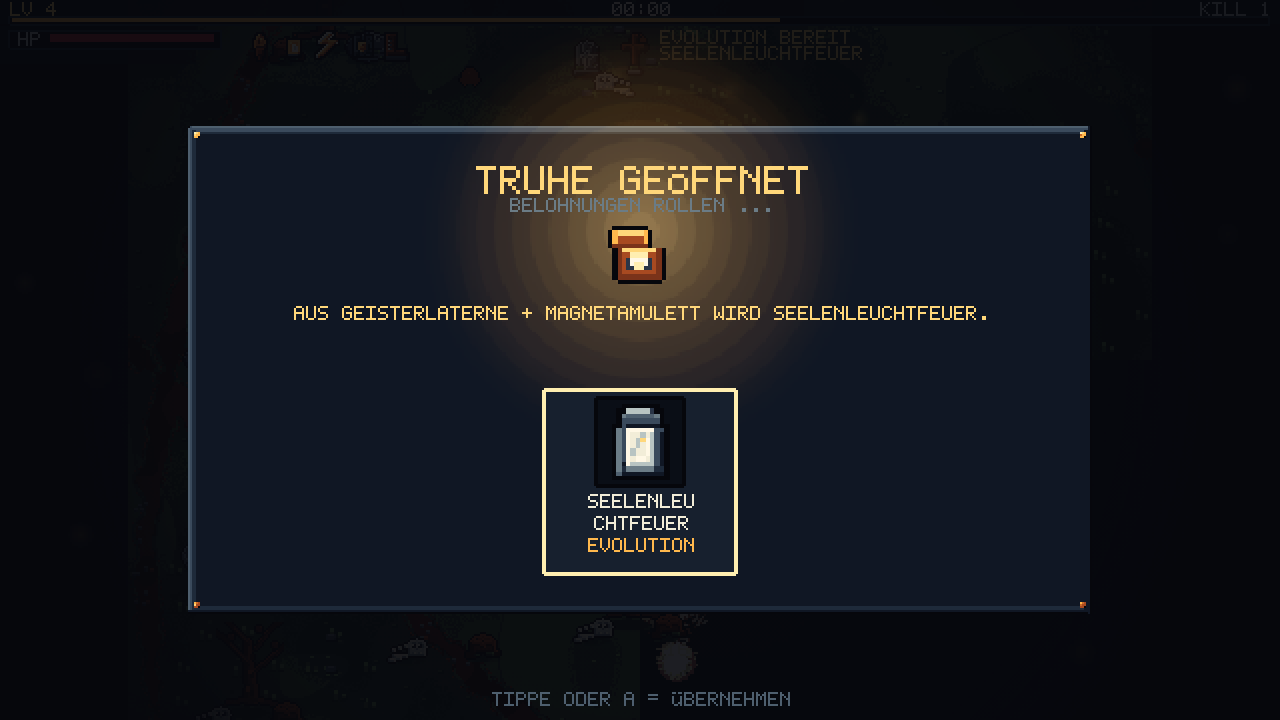 LV 4
00:00
KILL 1
HP
EVOLUTION BEREIT
SEELENLEUCHTFEUER
TRUHE GEöFFNET
BELOHNUNGEN ROLLEN ...
AUS GEISTERLATERNE + MAGNETAMULETT WIRD SEELENLEUCHTFEUER.
SEELENLEU
CHTFEUER
EVOLUTION
TIPPE ODER A = üBERNEHMEN